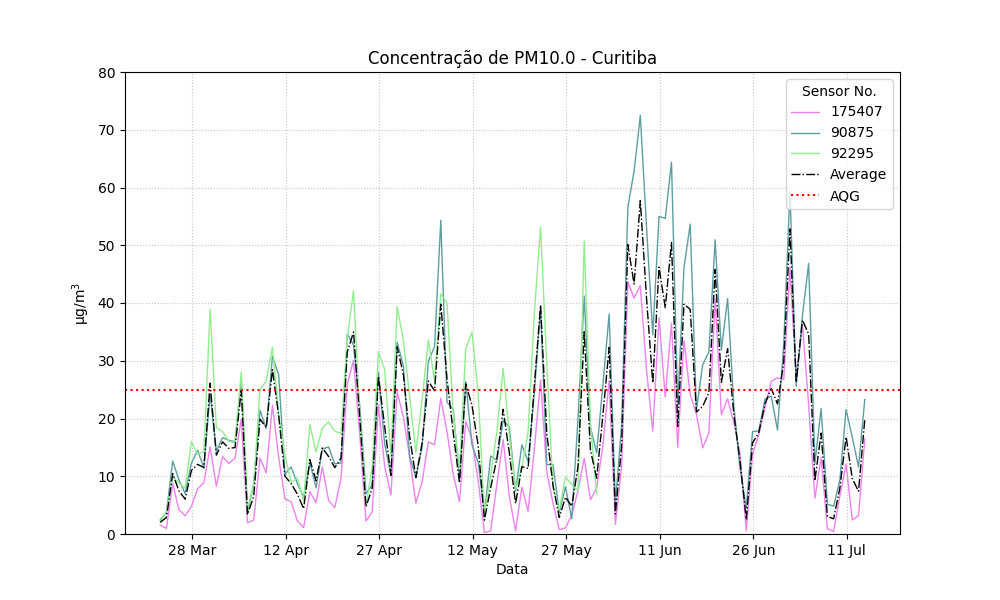 Concentração de PM10.0 - Curitiba
80
70
60
50
40
30
20
10
0
µg/m³
28 Mar
12 Apr
27 Apr
12 May
27 May
11 Jun
26 Jun
11 Jul
Data
Sensor No.
175407
90875
92295
Average
AQG